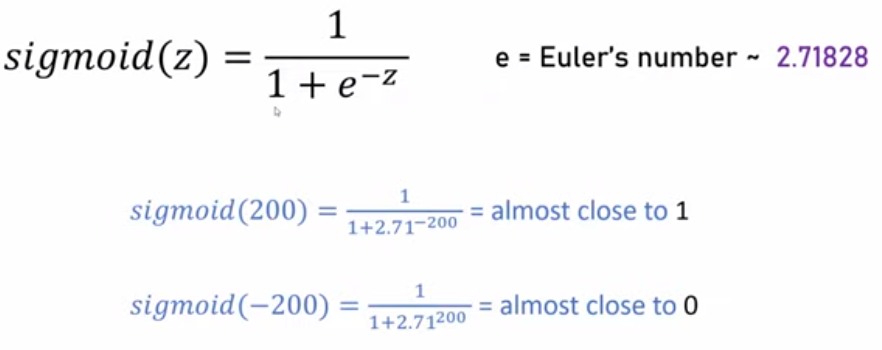 sigmoid(z) = 1 / (1 + e^−z)    e = Euler's number ~ 2.71828
sigmoid(200) = 1 / (1+2.71^−200) = almost close to 1
sigmoid(−200) = 1 / (1+2.71^200) = almost close to 0